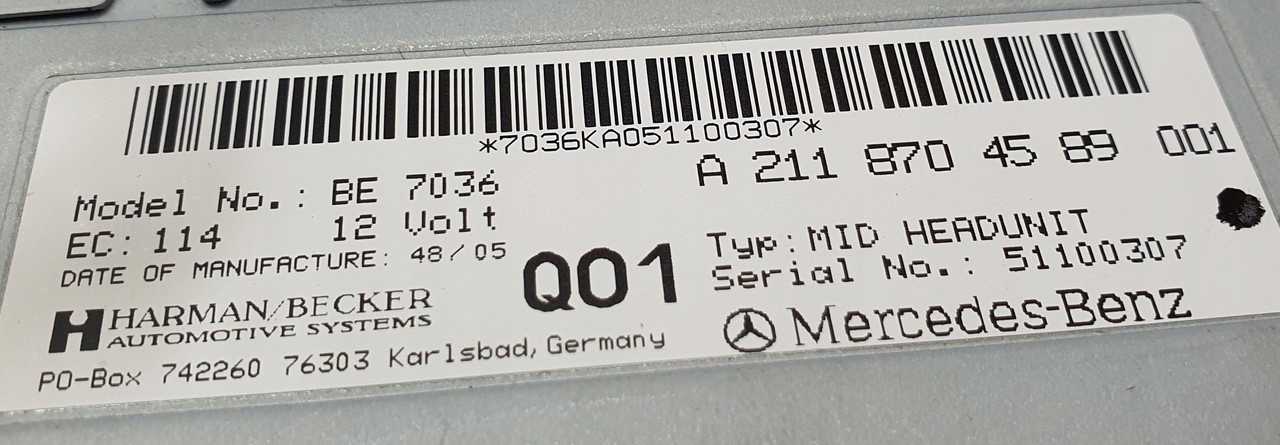 *7036KA051100307*
A 211 870 45 89 001
Model No.: BE 7036
EC: 114 12 Volt
DATE OF MANUFACTURE: 48/05
Q01
Typ: MID HEADUNIT
Serial No.: 51100307
HARMAN/BECKER
AUTOMOTIVE SYSTEMS
Mercedes-Benz
PO-Box 742260 76303 Karlsbad, Germany